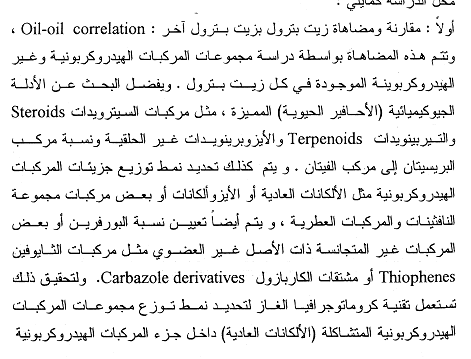 محل الدراسة كمايلي :
أولاً : مقارنة ومضاهاة زيت بترول بزيت بترول آخر : Oil-oil correlation ،
وتتم هذه المضاهاة بواسطة دراسة مجموعات المركبات الهيدروكربونية وغير
الهيدروكربوينة الموجودة في كل زيت بترول . ويفضل البحث عن الأدلة
الجيوكيميائية (الأحافير الحيوية) المميزة ، مثل مركبات السيترويدات Steroids
والتيربينويدات Terpenoids والأيزوبرينويدات غير الحلقية ونسبة مركب
البريستان إلى مركب الفيتان . و يتم كذلك تحديد نمط توزيع جزيئات المركبات
الهيدروكربونية مثل الألكانات العادية أو الأيزوألكانات أو بعض مركبات مجموعة
النافثينات والمركبات العطرية ، و يتم أيضاً تعيين نسبة البورفرين أو بعض
المركبات غير المتجانسة ذات الأصل غير العضوي مثل مركبات الثايوفين
Thiophenes أو مشتقات الكاربازول Carbazole derivatives. ولتحقيق ذلك
تستعمل تقنية كروماتوجرافيا الغاز لتحديد نمط توزع مجموعات المركبات
الهيدروكربونية المتشاكلة (الألكانات العادية) داخل جزء المركبات الهيدروكربونية